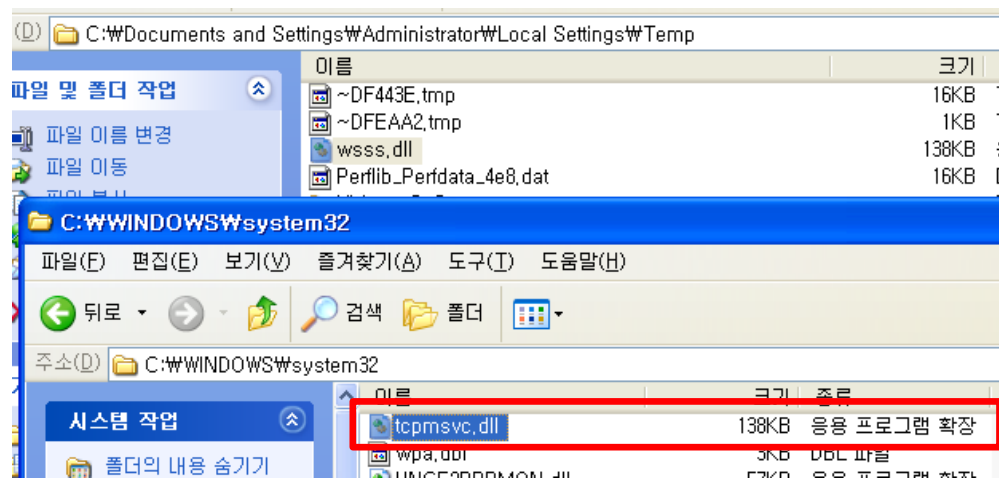 (D) C:₩Documents and Settings₩Administrator₩Local Settings₩Temp
이름 크기
파일 및 폴더 작업
~DF443E.tmp 16KB
~DFEAA2.tmp 1KB
파일 이름 변경
wsss.dll 138KB
파일 이동
Perflib_Perfdata_4e8.dat 16KB
C:₩WINDOWS₩system32
파일(F) 편집(E) 보기(V) 즐겨찾기(A) 도구(T) 도움말(H)
뒤로 검색 폴더
주소(D) C:₩WINDOWS₩system32
이름 크기 종류
시스템 작업
tcpmsvc.dll 138KB 응용 프로그램 확장
wpa.dbl 3KB DBL 파일
폴더의 내용 숨기기